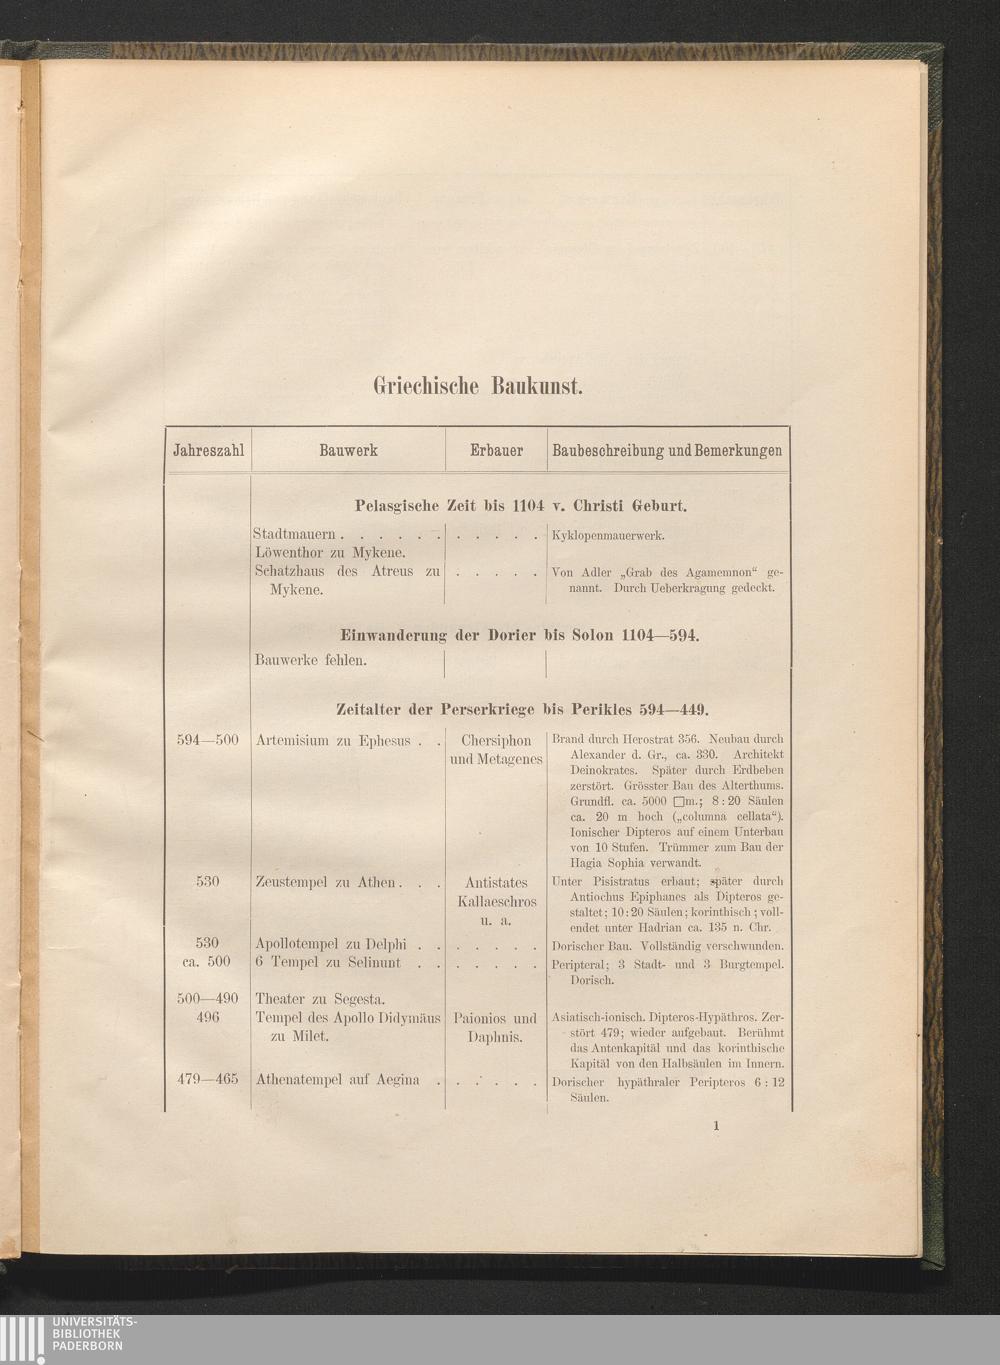 Griechische Baukunst.
Jahreszahl Bauwerk Erbauer Baubeschreibung und Bemerkungen
Pelasgische Zeit bis 1104 v. Christi Geburt.
Stadtmauern . . . . . . . . . . . Kyklopenmauerwerk.
Löwenthor zu Mykene.
Schatzhaus des Atreus zu . . . . . Von Adler „Grab des Agamemnon“ ge-
Mykene. nannt. Durch Ueberkragung gedeckt.
Einwanderung der Dorier bis Solon 1104—594.
Bauwerke fehlen.
Zeitalter der Perserkriege bis Perikles 594—449.
594—500 Artemisium zu Ephesus . . Chersiphon Brand durch Herostrat 356. Neubau durch
und Metagenes Alexander d. Gr., ca. 330. Architekt
Deinokrates. Später durch Erdbeben
zerstört. Grösster Bau des Alterthums.
Grundfl. ca. 5000 □m.; 8:20 Säulen
ca. 20 m hoch („columna cellata“).
Ionischer Dipteros auf einem Unterbau
von 10 Stufen. Trümmer zum Bau der
Hagia Sophia verwandt.
530 Zeustempel zu Athen . . . Antistates Unter Pisistratus erbaut; später durch
Kallaeschros Antiochus Epiphanes als Dipteros ge-
u. a. staltet; 10:20 Säulen; korinthisch; voll-
endet unter Hadrian ca. 135 n. Chr.
530 Apollotempel zu Delphi . . . . . . . . Dorischer Bau. Vollständig verschwunden.
ca. 500 6 Tempel zu Selinunt . . . . . . . Peripteral; 3 Stadt- und 3 Burgtempel.
Dorisch.
500—490 Theater zu Segesta.
496 Tempel des Apollo Didymäus Paionios und Asiatisch-ionisch. Dipteros-Hypäthros. Zer-
zu Milet. Daphnis. stört 479; wieder aufgebaut. Berühmt
das Antenkapitäl und das korinthische
Kapitäl von den Halbsäulen im Innern.
479—465 Athenatempel auf Aegina . . . . . . Dorischer hypäthraler Peripteros 6:12
Säulen.
1
UNIVERSITÄTS-
BIBLIOTHEK
PADERBORN